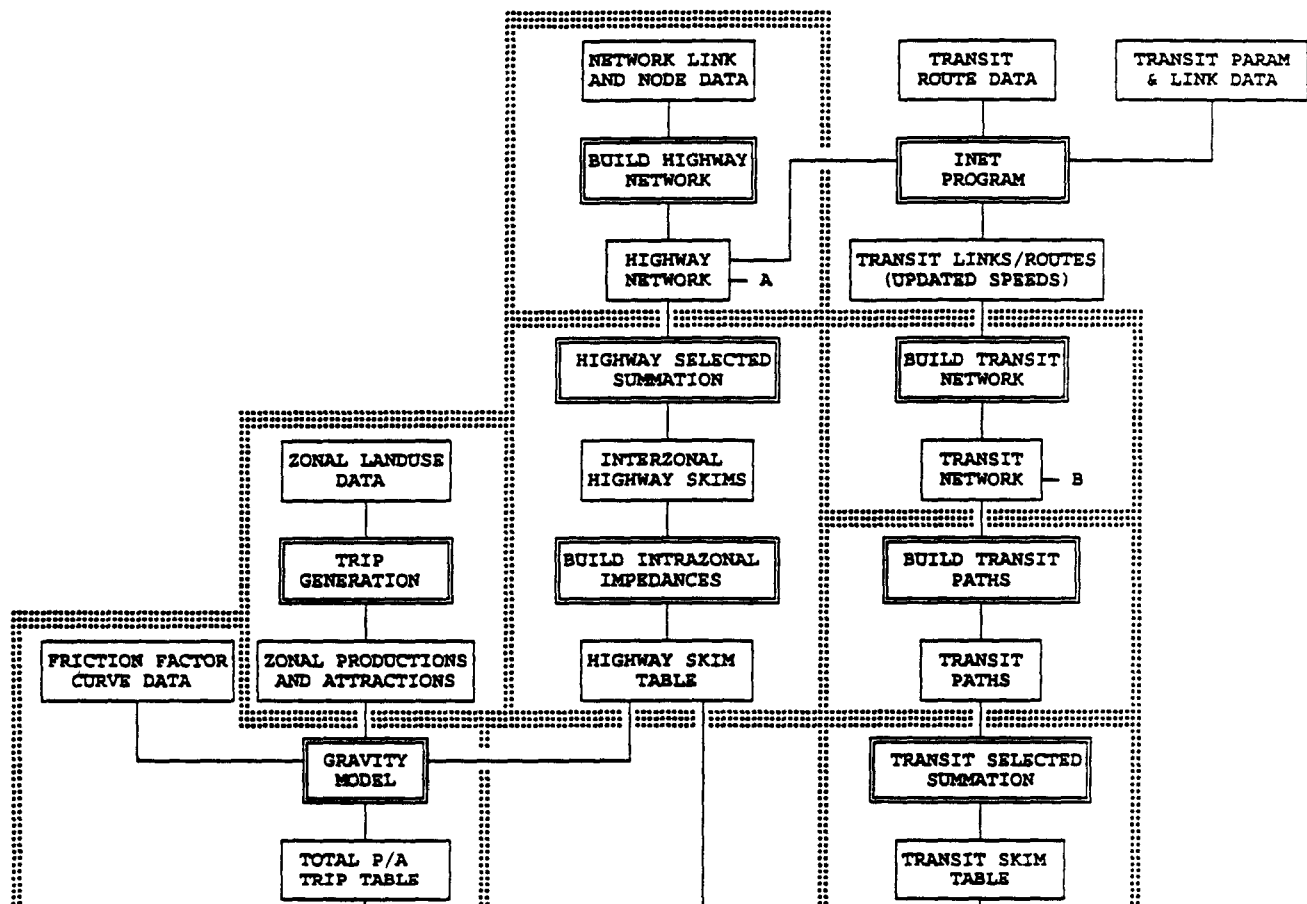 NETWORK LINK
AND NODE DATA
TRANSIT
ROUTE DATA
TRANSIT PARAM
& LINK DATA
BUILD HIGHWAY
NETWORK
INET
PROGRAM
HIGHWAY
NETWORK
A
TRANSIT LINKS/ROUTES
(UPDATED SPEEDS)
HIGHWAY SELECTED
SUMMATION
BUILD TRANSIT
NETWORK
ZONAL LANDUSE
DATA
INTERZONAL
HIGHWAY SKIMS
TRANSIT
NETWORK
B
TRIP
GENERATION
BUILD INTRAZONAL
IMPEDANCES
BUILD TRANSIT
PATHS
FRICTION FACTOR
CURVE DATA
ZONAL PRODUCTIONS
AND ATTRACTIONS
HIGHWAY SKIM
TABLE
TRANSIT
PATHS
GRAVITY
MODEL
TRANSIT SELECTED
SUMMATION
TOTAL P/A
TRIP TABLE
TRANSIT SKIM
TABLE